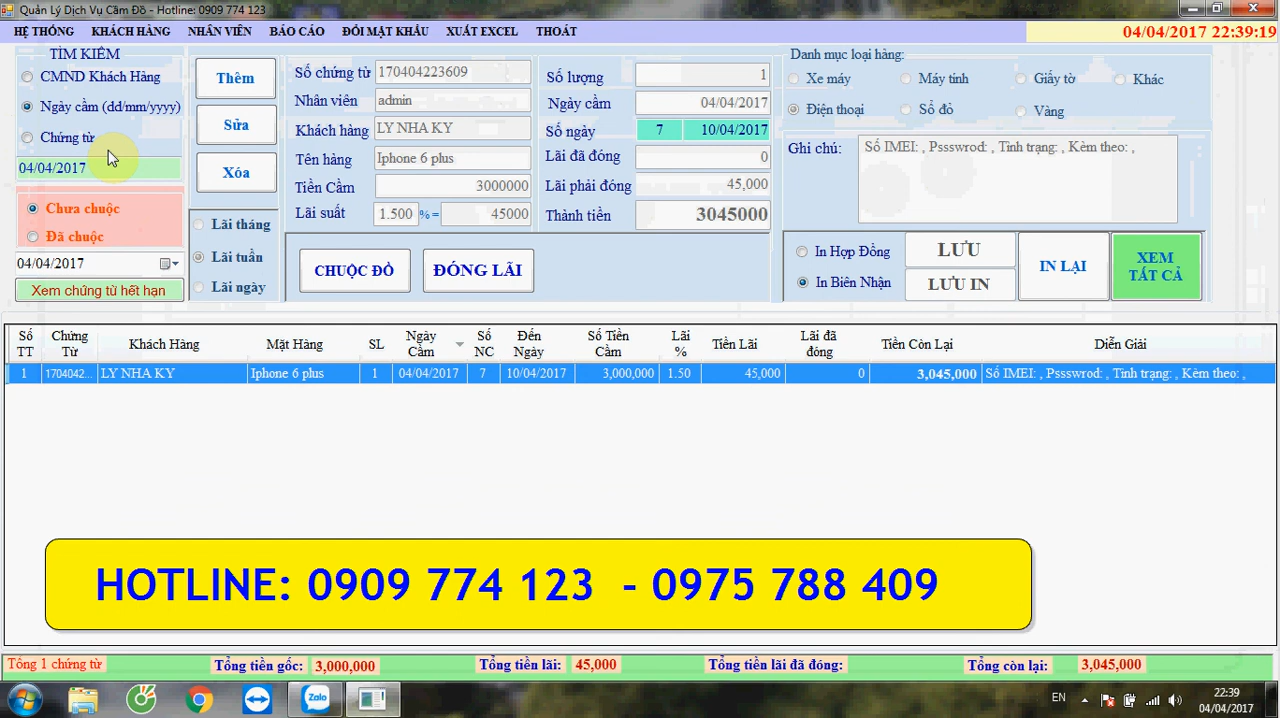 Quản Lý Dịch Vụ Cầm Đồ - Hotline: 0909 774 123
HỆ THỐNG KHÁCH HÀNG NHÂN VIÊN BÁO CÁO ĐỔI MẬT KHẨU XUẤT EXCEL THOÁT
04/04/2017 22:39:19
TÌM KIẾM
CMND Khách Hàng
Ngày cầm (dd/mm/yyyy)
Chứng từ
04/04/2017
Chưa chuộc
Đã chuộc
04/04/2017
Xem chứng từ hết hạn
Thêm
Sửa
Xóa
Lãi tháng
Lãi tuần
Lãi ngày
Số chứng từ 170404223609
Nhân viên admin
Khách hàng LY NHA KY
Tên hàng Iphone 6 plus
Tiền Cầm 3000000
Lãi suất 1.500 %= 45000
Số lượng 1
Ngày cầm 04/04/2017
Số ngày 7 10/04/2017
Lãi đã đóng 0
Lãi phải đóng 45,000
Thành tiền 3045000
CHUỘC ĐỒ ĐÓNG LÃI
Danh mục loại hàng:
Xe máy Máy tính Giấy tờ Khác
Điện thoại Sổ đỏ Vàng
Ghi chú: Số IMEI: , Pssswrod: , Tình trạng: , Kèm theo: ,
In Hợp Đồng
In Biên Nhận
LƯU
LƯU IN
IN LẠI
XEM
TẤT CẢ
Số TT Chứng Từ Khách Hàng Mặt Hàng SL Ngày Cầm Số NC Đến Ngày Số Tiền Cầm Lãi % Tiền Lãi Lãi đã đóng Tiền Còn Lại Diễn Giải
1 1704042... LY NHA KY Iphone 6 plus 1 04/04/2017 7 10/04/2017 3,000,000 1.50 45,000 0 3,045,000 Số IMEI: , Pssswrod: , Tình trạng: , Kèm theo: ,
HOTLINE: 0909 774 123 - 0975 788 409
Tổng 1 chứng từ Tổng tiền gốc: 3,000,000 Tổng tiền lãi: 45,000 Tổng tiền lãi đã đóng: Tổng còn lại: 3,045,000
Zalo
EN
22:39
04/04/2017